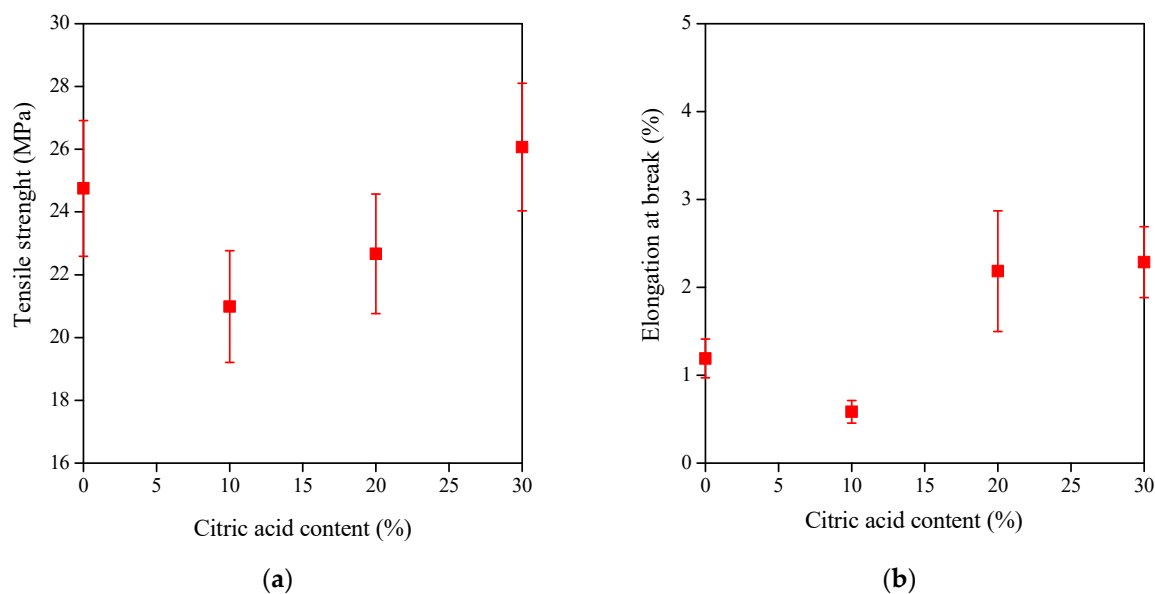 30
28
26
24
22
20
18
16
Tensile strenght (MPa)
0 5 10 15 20 25 30
Citric acid content (%)
(a)
5
4
3
2
1
0
Elongation at break (%)
0 5 10 15 20 25 30
Citric acid content (%)
(b)